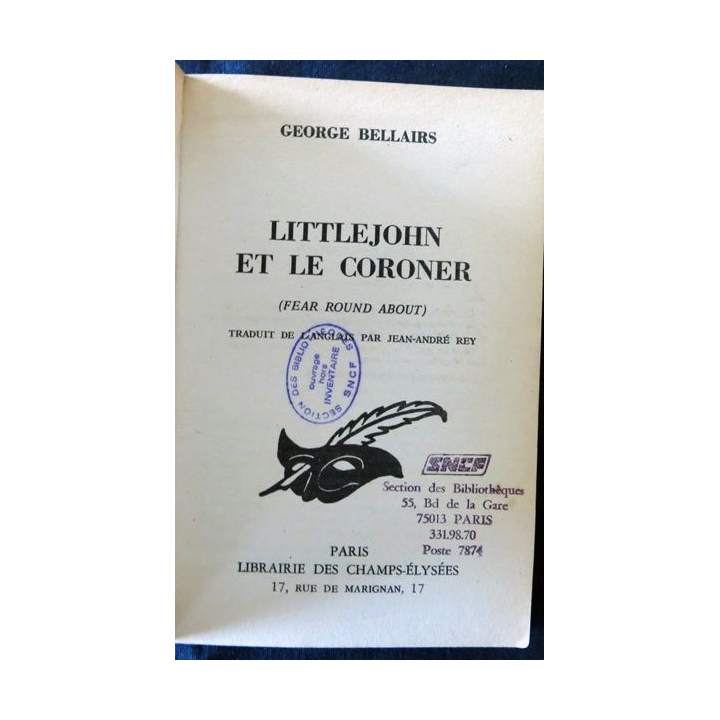 GEORGE BELLAIRS
LITTLEJOHN
ET LE CORONER
(FEAR ROUND ABOUT)
TRADUIT DE L'ANGLAIS PAR JEAN-ANDRÉ REY
SECTION DES BIBLIOTHÈQUES
SNCF
ouvrage
hors
INVENTAIRE
SNCF
Section des Bibliothèques
55, Bd de la Gare
75013 PARIS
331.98.70
Poste 7874
PARIS
LIBRAIRIE DES CHAMPS-ÉLYSÉES
17, RUE DE MARIGNAN, 17